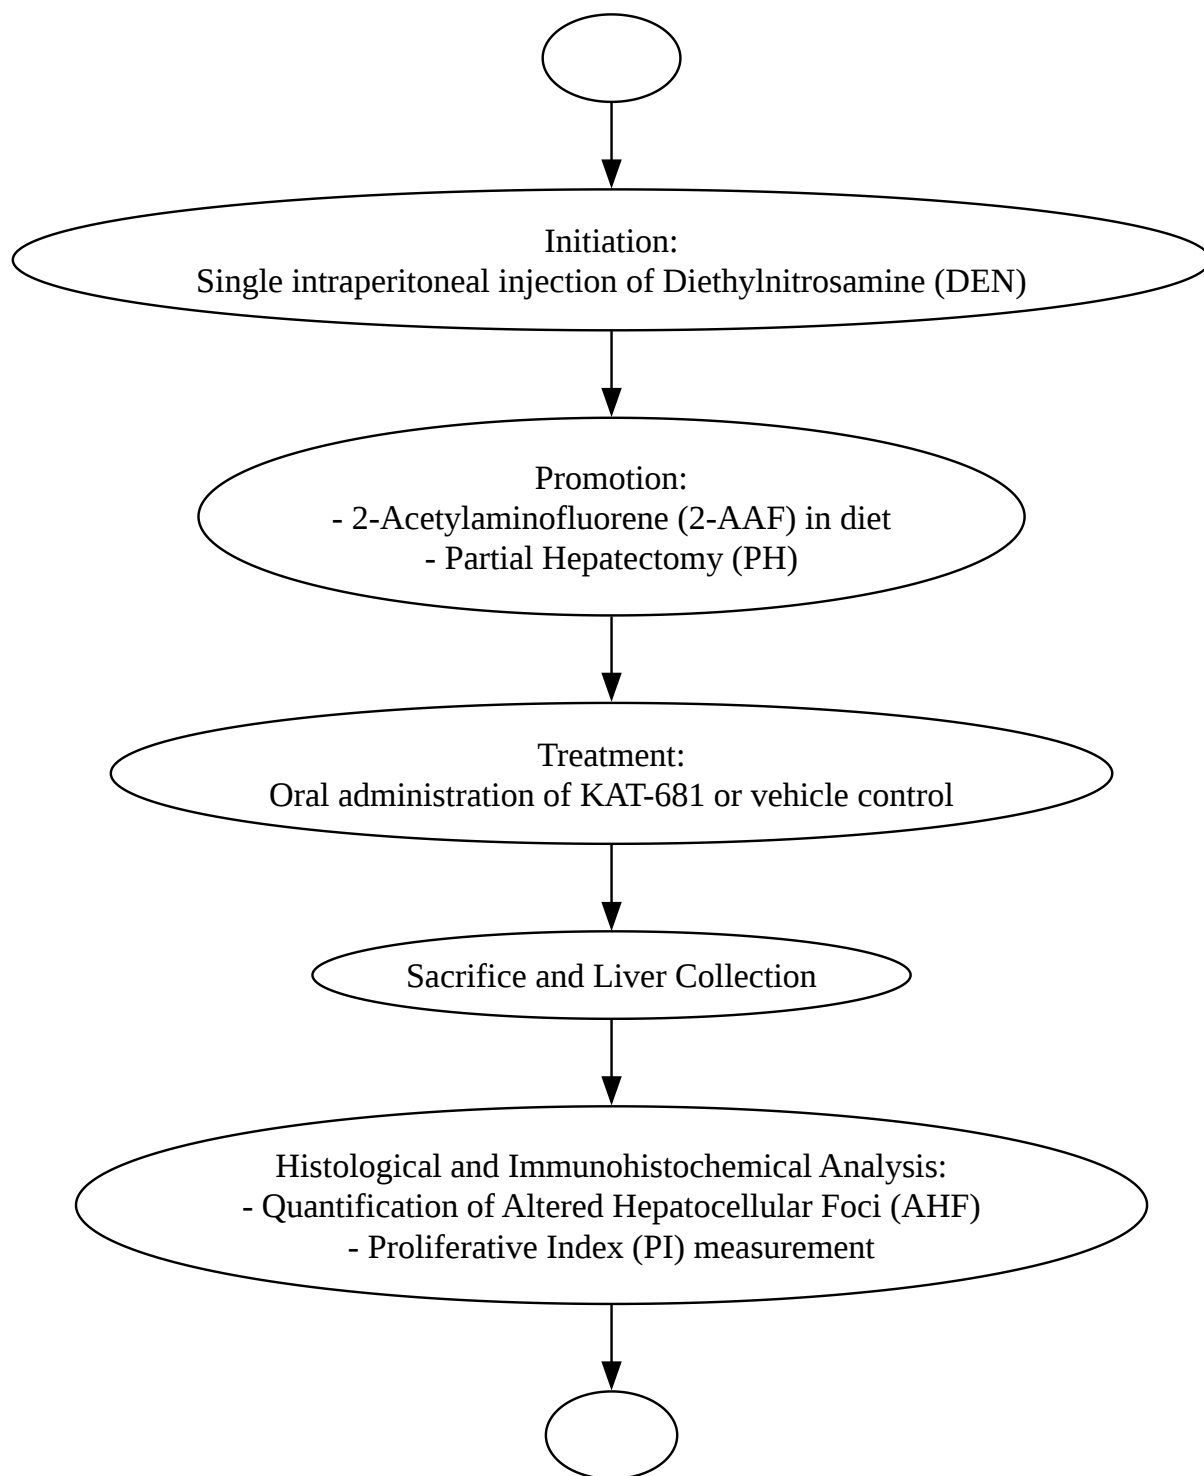 Initiation:
Single intraperitoneal injection of Diethylnitrosamine (DEN)
Promotion:
- 2-Acetylaminofluorene (2-AAF) in diet
- Partial Hepatectomy (PH)
Treatment:
Oral administration of KAT-681 or vehicle control
Sacrifice and Liver Collection
Histological and Immunohistochemical Analysis:
- Quantification of Altered Hepatocellular Foci (AHF)
- Proliferative Index (PI) measurement